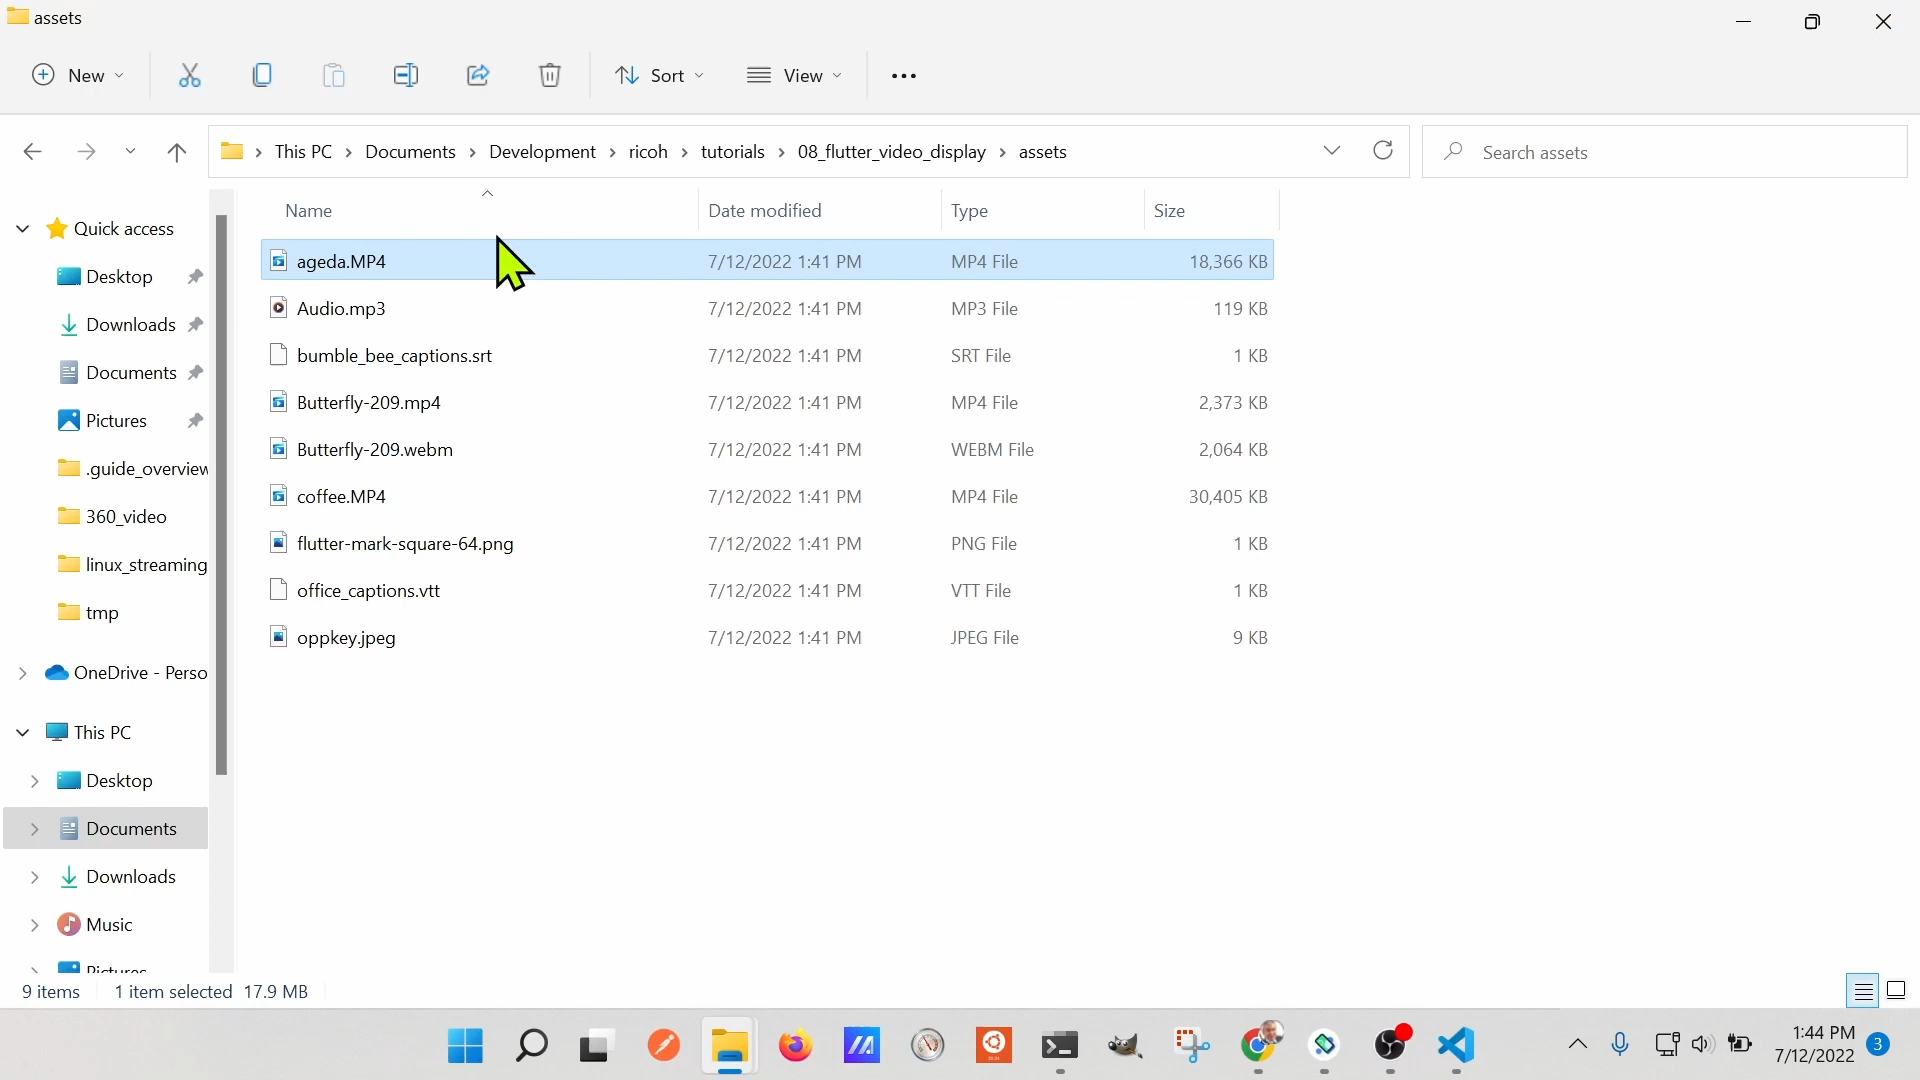 assets
New
Sort
View
This PC > Documents > Development > ricoh > tutorials > 08_flutter_video_display > assets
Search assets
Name Date modified Type Size
Quick access
Desktop
Downloads
Documents
Pictures
.guide_overview
360_video
linux_streaming
tmp
OneDrive - Perso
This PC
Desktop
Documents
Downloads
Music
Pictures
ageda.MP4 7/12/2022 1:41 PM MP4 File 18,366 KB
Audio.mp3 7/12/2022 1:41 PM MP3 File 119 KB
bumble_bee_captions.srt 7/12/2022 1:41 PM SRT File 1 KB
Butterfly-209.mp4 7/12/2022 1:41 PM MP4 File 2,373 KB
Butterfly-209.webm 7/12/2022 1:41 PM WEBM File 2,064 KB
coffee.MP4 7/12/2022 1:41 PM MP4 File 30,405 KB
flutter-mark-square-64.png 7/12/2022 1:41 PM PNG File 1 KB
office_captions.vtt 7/12/2022 1:41 PM VTT File 1 KB
oppkey.jpeg 7/12/2022 1:41 PM JPEG File 9 KB
9 items 1 item selected 17.9 MB
1:44 PM
7/12/2022
3